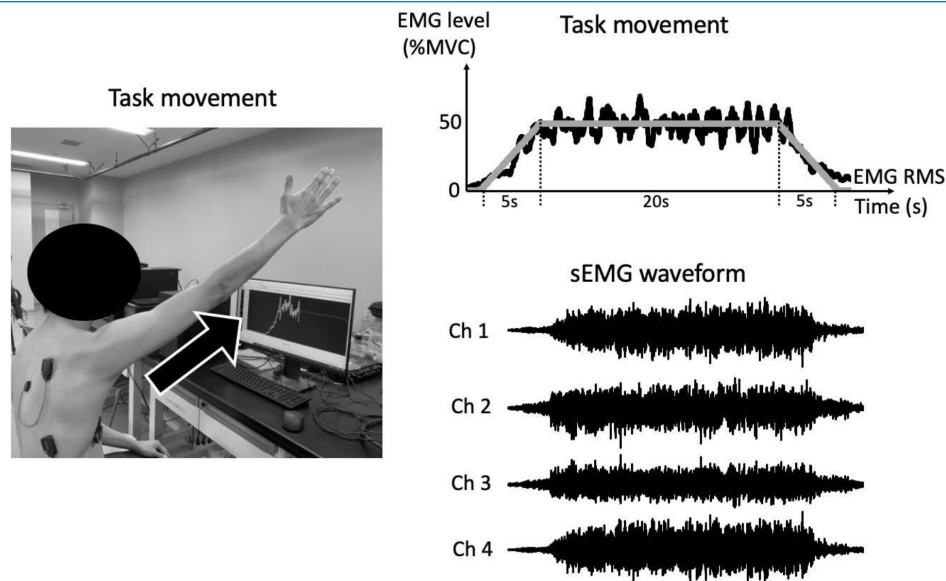 Task movement
EMG level
(%MVC)
Task movement
50
0
5s
20s
5s
EMG RMS
Time (s)
sEMG waveform
Ch 1
Ch 2
Ch 3
Ch 4